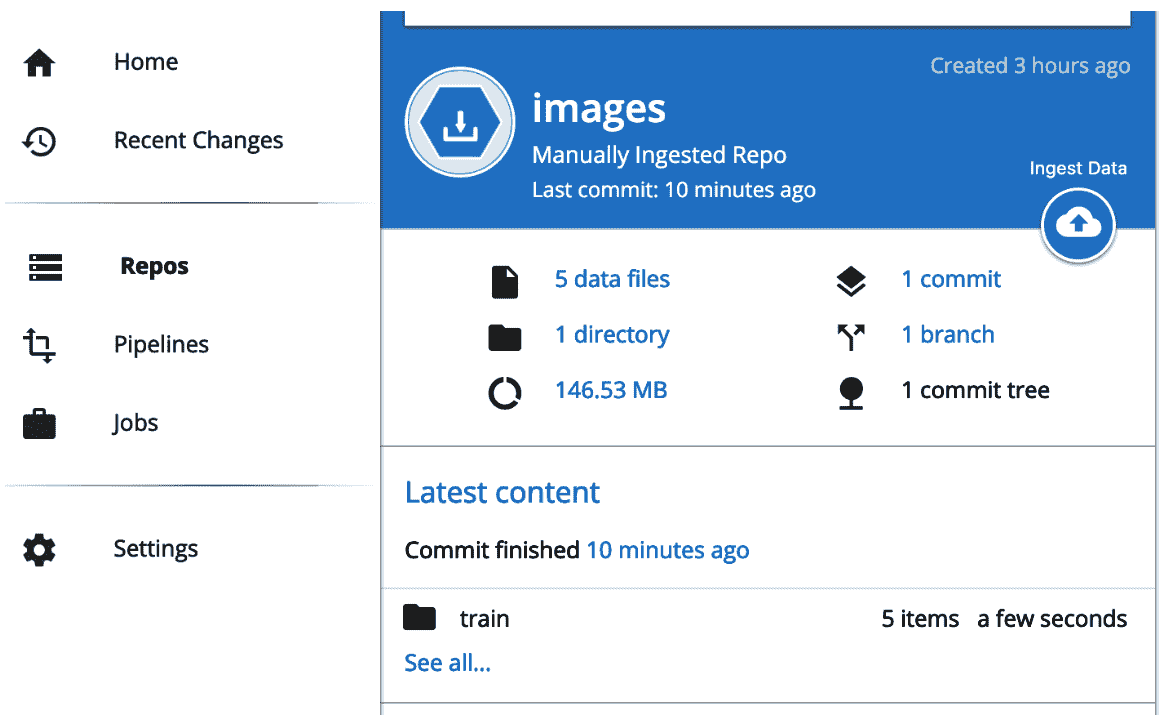 Home
Recent Changes
Repos
Pipelines
Jobs
Settings
Created 3 hours ago
images
Manually Ingested Repo
Last commit: 10 minutes ago
Ingest Data
5 data files
1 commit
1 directory
1 branch
146.53 MB
1 commit tree
Latest content
Commit finished 10 minutes ago
train 5 items a few seconds
See all...